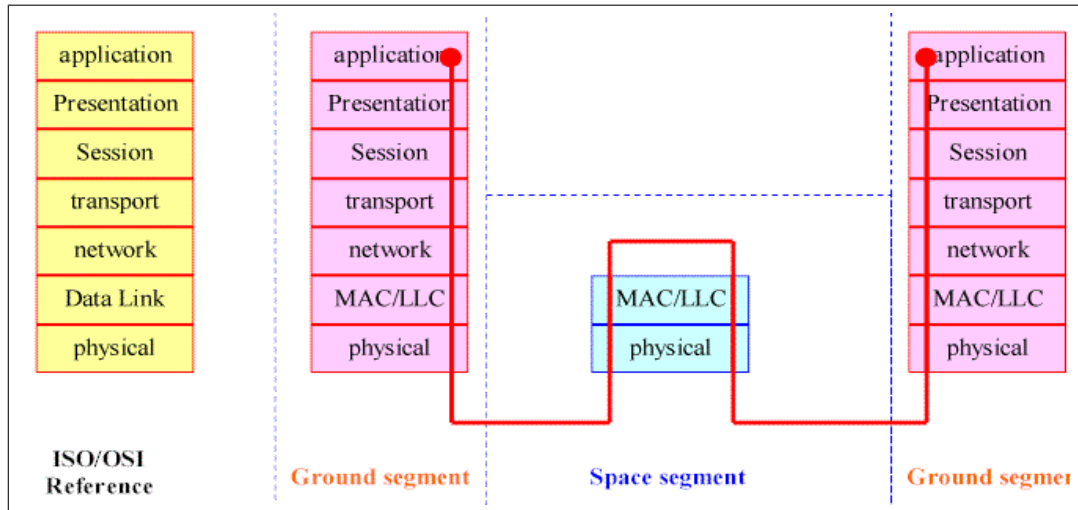 application
Presentation
Session
transport
network
Data Link
physical
ISO/OSI
Reference
application
Presentation
Session
transport
network
MAC/LLC
physical
Ground segment
MAC/LLC
physical
Space segment
application
Presentation
Session
transport
network
MAC/LLC
physical
Ground segmen